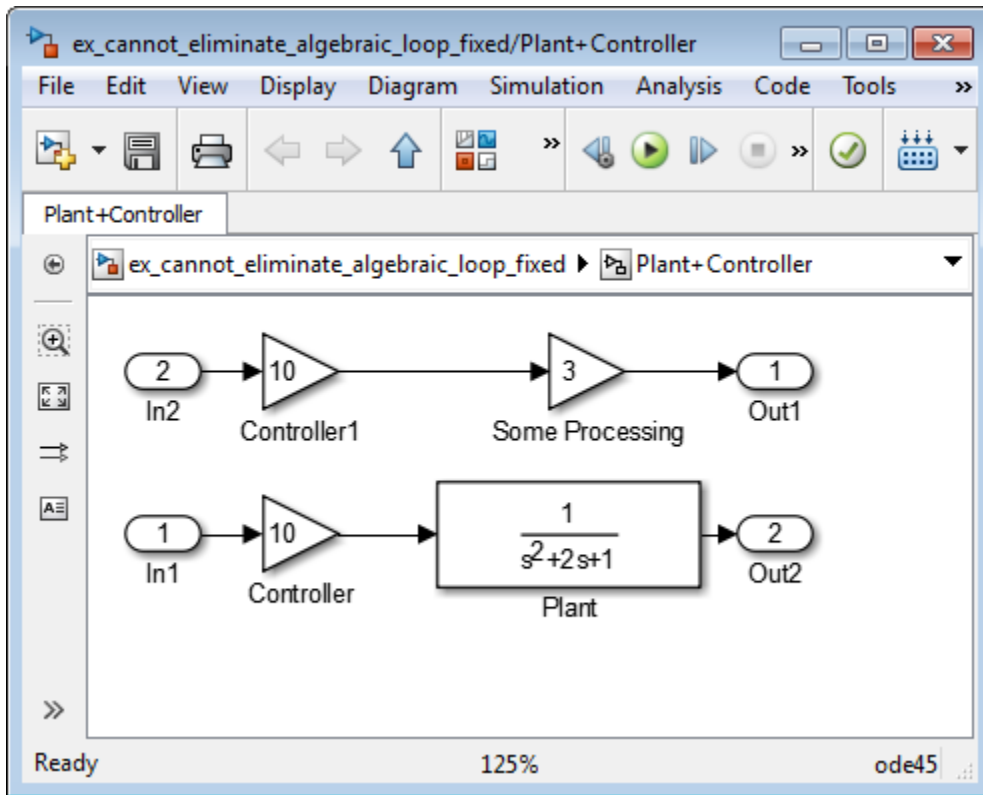 ex_cannot_eliminate_algebraic_loop_fixed/Plant+Controller
File Edit View Display Diagram Simulation Analysis Code Tools »
» »
Plant+Controller
ex_cannot_eliminate_algebraic_loop_fixed Plant+Controller
2 10 3 1
In2 Controller1 Some Processing Out1
1 10 1/(s²+2s+1) 2
In1 Controller Plant Out2
A
»
Ready 125% ode45